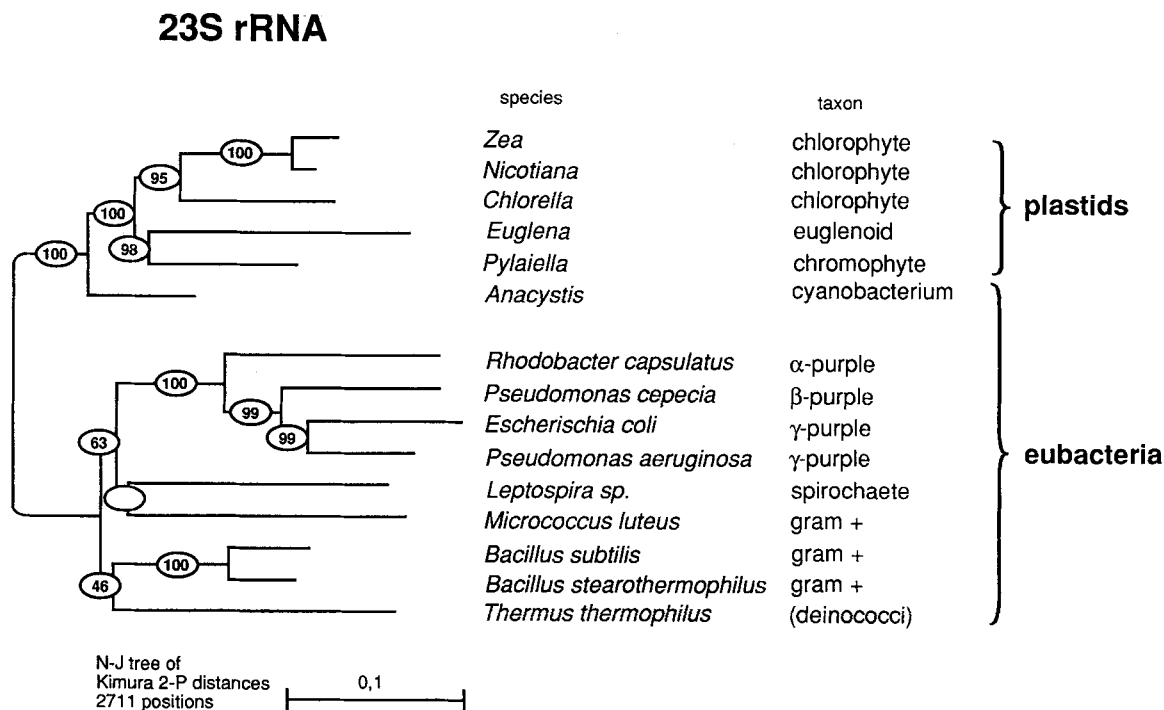 23S rRNA
species taxon
100 Zea chlorophyte
95 Nicotiana chlorophyte
100 Chlorella chlorophyte
plastids
98 Euglena euglenoid
100 Pylaiella chromophyte
Anacystis cyanobacterium
Rhodobacter capsulatus α-purple
100 Pseudomonas cepecia β-purple
99 Escherischia coli γ-purple
99 Pseudomonas aeruginosa γ-purple
eubacteria
63 Leptospira sp. spirochaete
Micrococcus luteus gram +
100 Bacillus subtilis gram +
46 Bacillus stearothermophilus gram +
Thermus thermophilus (deinococci)
N-J tree of
Kimura 2-P distances
2711 positions
0,1